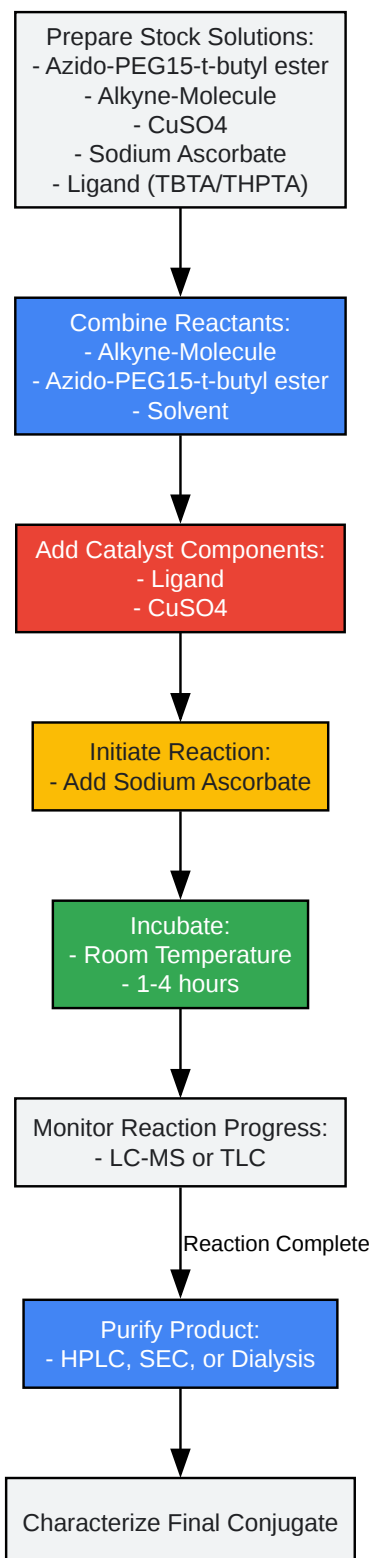 Prepare Stock Solutions:
- Azido-PEG15-t-butyl ester
- Alkyne-Molecule
- CuSO4
- Sodium Ascorbate
- Ligand (TBTA/THPTA)
Combine Reactants:
- Alkyne-Molecule
- Azido-PEG15-t-butyl ester
- Solvent
Add Catalyst Components:
- Ligand
- CuSO4
Initiate Reaction:
- Add Sodium Ascorbate
Incubate:
- Room Temperature
- 1-4 hours
Monitor Reaction Progress:
- LC-MS or TLC
Reaction Complete
Purify Product:
- HPLC, SEC, or Dialysis
Characterize Final Conjugate